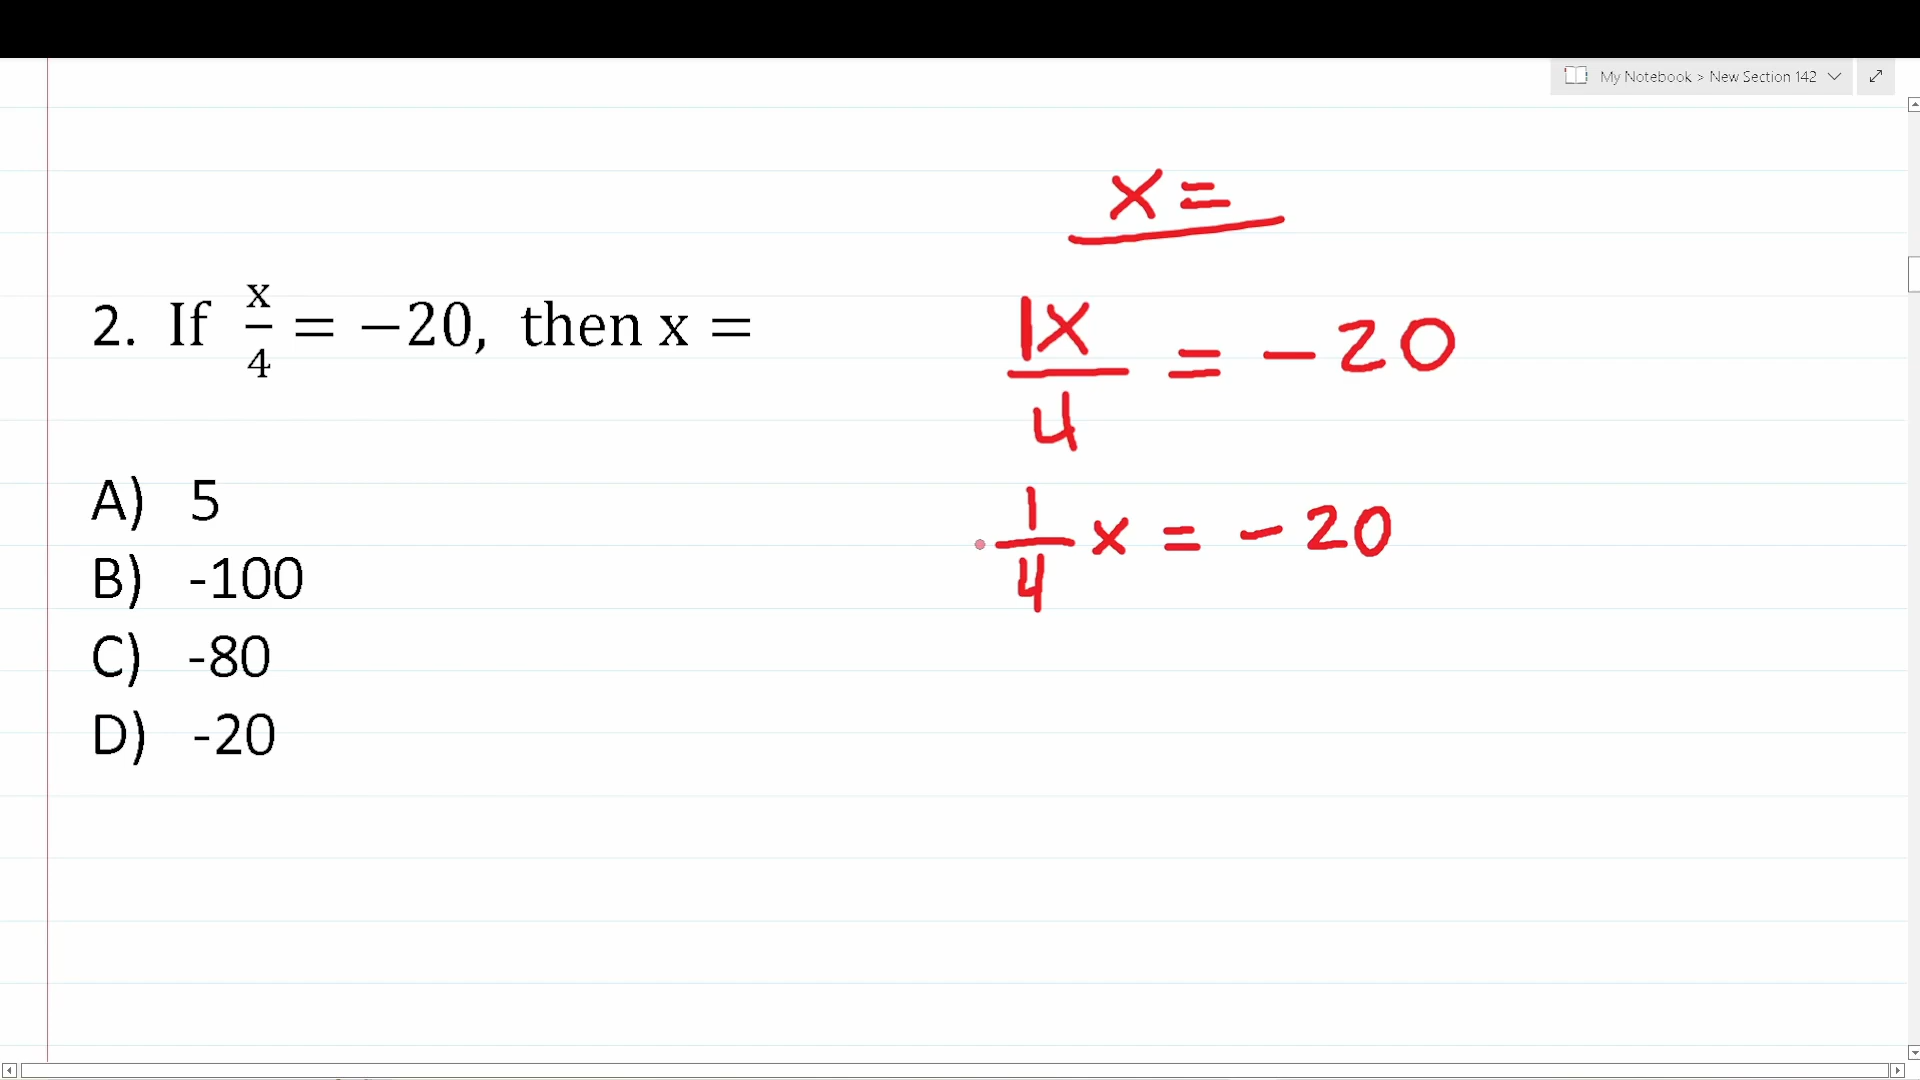 My Notebook > New Section 142
x =
2. If x/4 = −20, then x =
1x/4 = -20
A) 5
1/4 x = -20
B) -100
C) -80
D) -20